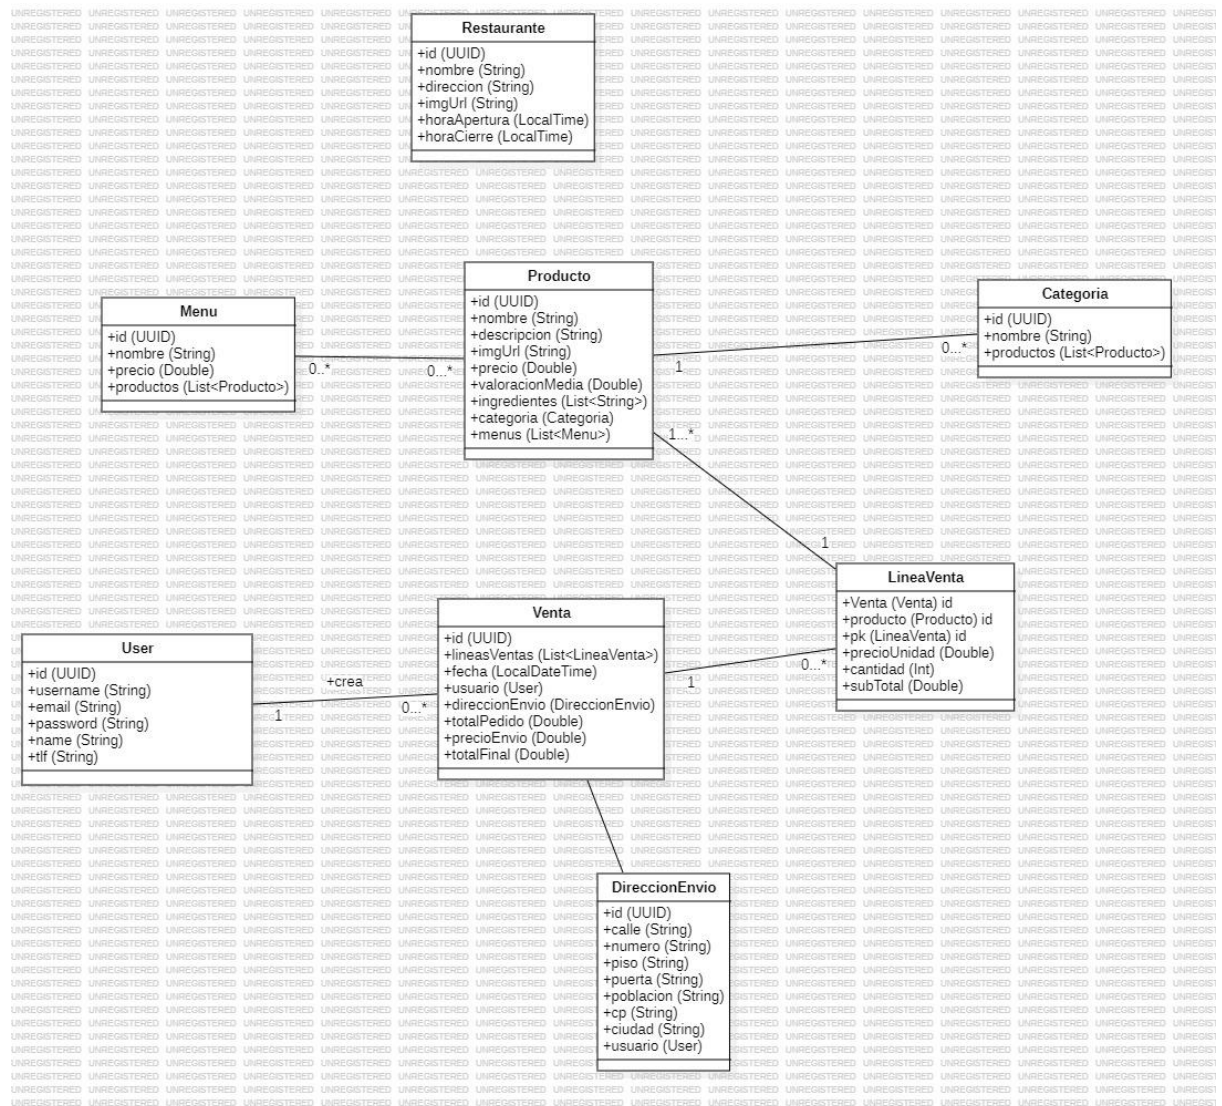 Restaurante
+id (UUID)
+nombre (String)
+direccion (String)
+imgUrl (String)
+horaApertura (LocalTime)
+horaCierre (LocalTime)
Menu
+id (UUID)
+nombre (String)
+precio (Double)
+productos (List<Producto>)
0..*
0...*
Producto
+id (UUID)
+nombre (String)
+descripcion (String)
+imgUrl (String)
+precio (Double)
+valoracionMedia (Double)
+ingredientes (List<String>)
+categoria (Categoria)
+menus (List<Menu>)
1
0...*
Categoria
+id (UUID)
+nombre (String)
+productos (List<Producto>)
1...*
1
LineaVenta
+Venta (Venta) id
+producto (Producto) id
+pk (LineaVenta) id
+precioUnidad (Double)
+cantidad (Int)
+subTotal (Double)
User
+id (UUID)
+username (String)
+email (String)
+password (String)
+name (String)
+tlf (String)
+crea
1
0...*
Venta
+id (UUID)
+lineasVentas (List<LineaVenta>)
+fecha (LocalDateTime)
+usuario (User)
+direccionEnvio (DireccionEnvio)
+totalPedido (Double)
+precioEnvio (Double)
+totalFinal (Double)
1
0...*
DireccionEnvio
+id (UUID)
+calle (String)
+numero (String)
+piso (String)
+puerta (String)
+poblacion (String)
+cp (String)
+ciudad (String)
+usuario (User)
UNREGISTERED